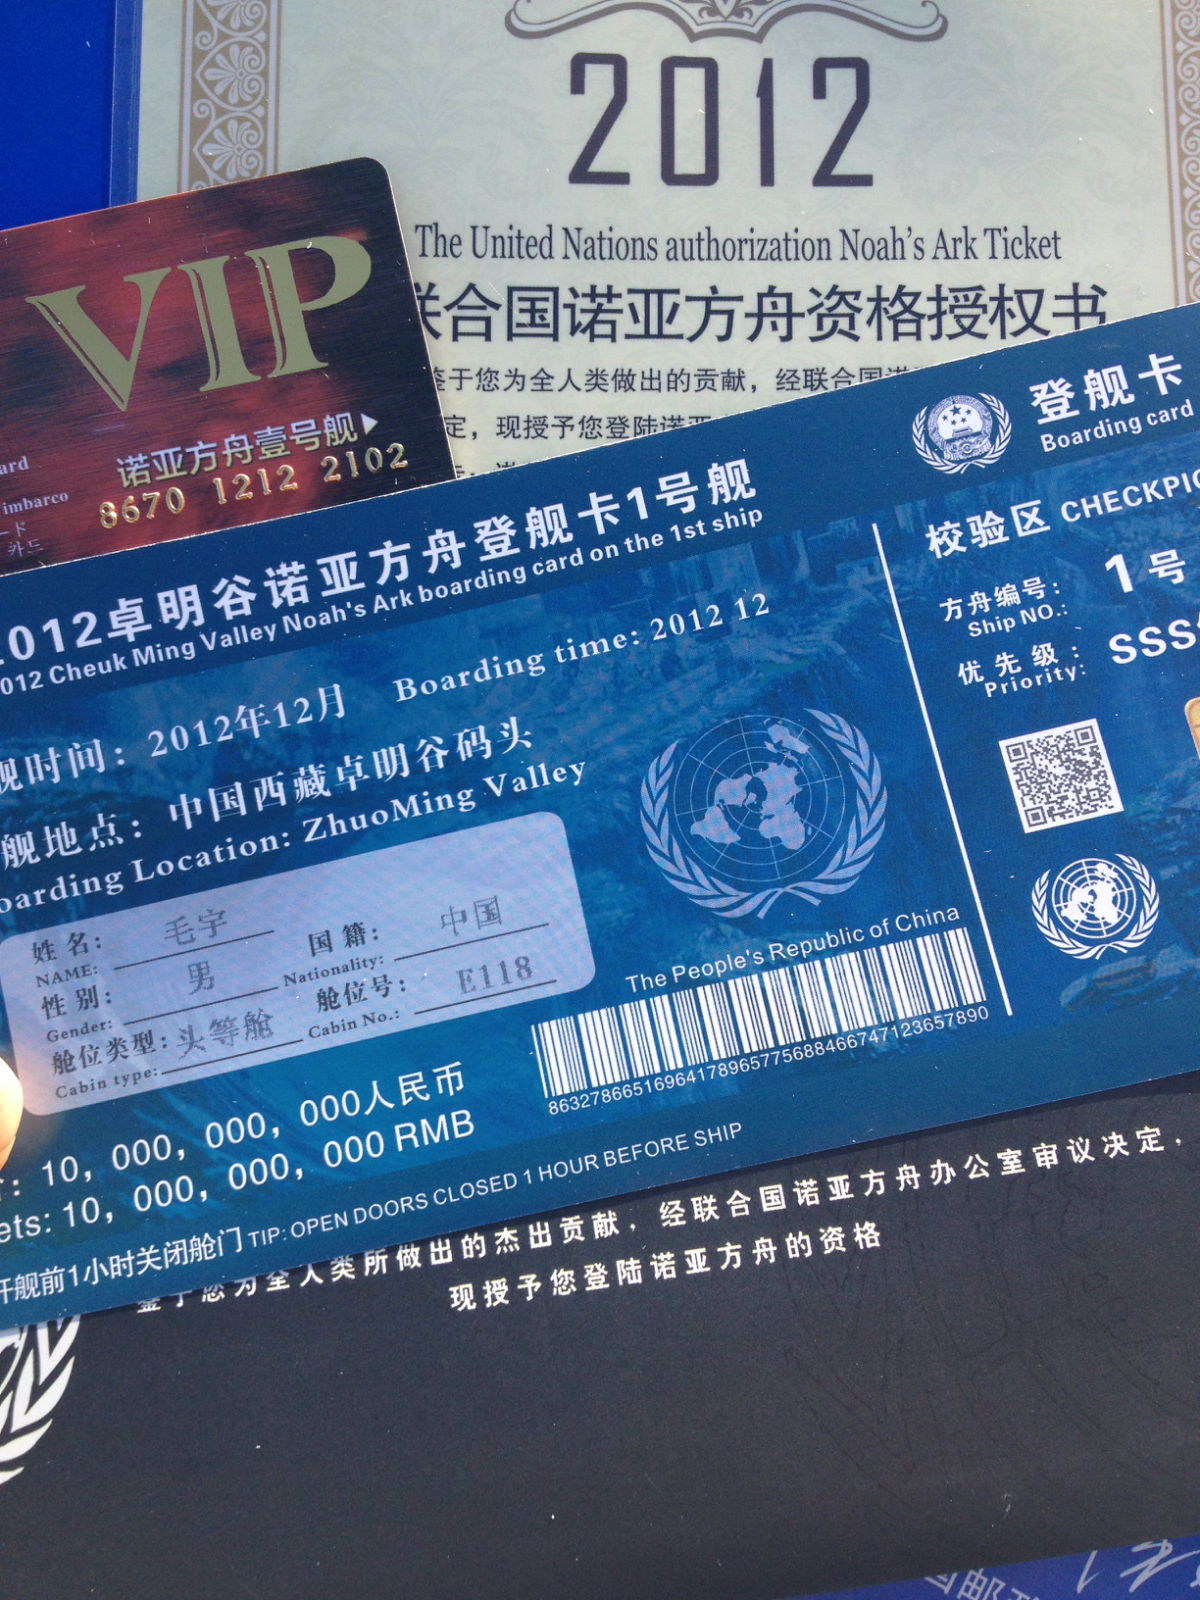 2012
The United Nations authorization Noah's Ark Ticket
联合国诺亚方舟资格授权书
鉴于您为全人类做出的贡献，经联合国诺
定，现授予您登陆诺亚
VIP
诺亚方舟壹号舰
8670 1212 2102
ard
imbarco
ード
카드
登舰卡
Boarding card
2012卓明谷诺亚方舟登舰卡1号舰
2012 Cheuk Ming Valley Noah's Ark boarding card on the 1st ship
舰时间：2012年12月 Boarding time: 2012 12
舰地点：中国西藏卓明谷码头
oarding Location: ZhuoMing Valley
姓名： 毛宇 国籍： 中国
NAME: Nationality:
性别： 男 舱位号： E118
Gender: Cabin No.:
舱位类型：头等舱
Cabin type:
The People's Republic of China
86327866516964178965775688466747123657890
：10，000，000，000人民币
ets: 10，000，000，000 RMB
开舰前1小时关闭舱门 TIP: OPEN DOORS CLOSED 1 HOUR BEFORE SHIP
校验区 CHECKPIO
方舟编号： 1号
Ship NO.:
优先级： SSS
Priority:
鉴于您为全人类所做出的杰出贡献，经联合国诺亚方舟办公室审议决定，
现授予您登陆诺亚方舟的资格
国邮